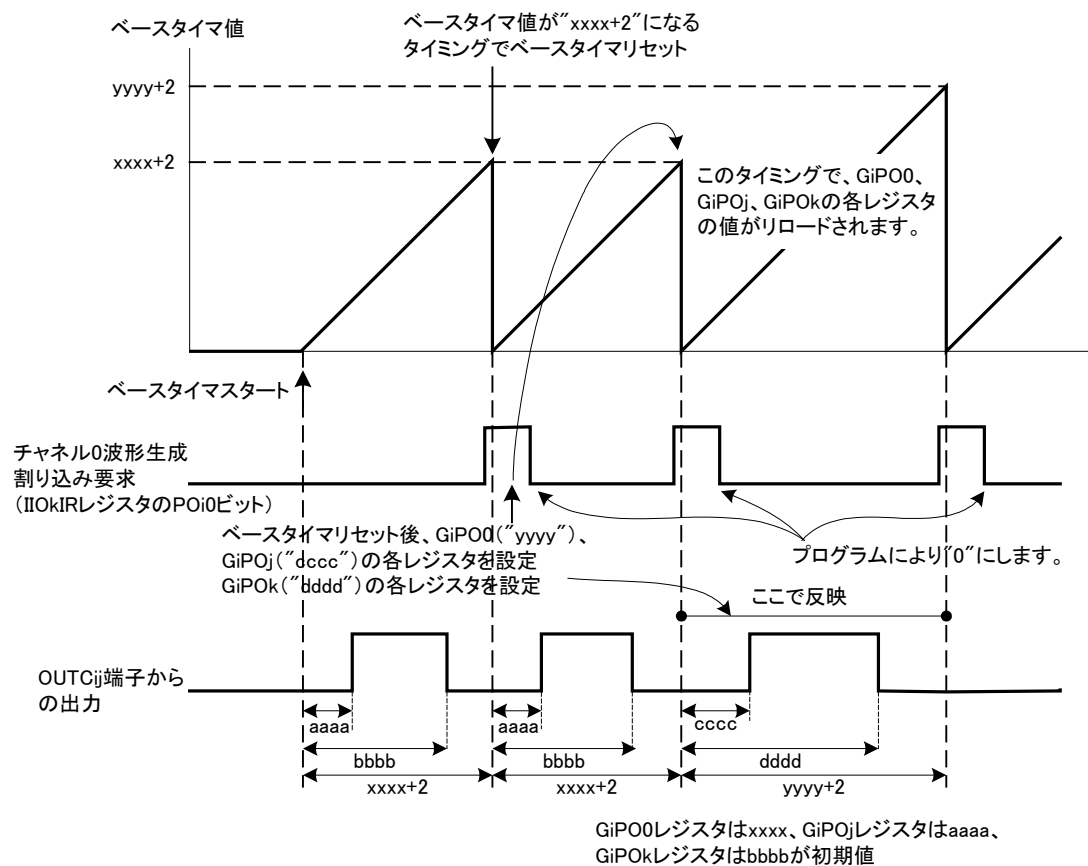 ベースタイマ値
ベースタイマ値が"xxxx+2"になる
タイミングでベースタイマリセット
yyyy+2
xxxx+2
このタイミングで、GiPO0、
GiPOj、GiPOkの各レジスタ
の値がリロードされます。
ベースタイマスタート
チャネル0波形生成
割り込み要求
(IIOkIRレジスタのPOi0ビット)
ベースタイマリセット後、GiPO0("yyyy")、
GiPOj("cccc")の各レジスタを設定
GiPOk("dddd")の各レジスタを設定
プログラムにより"0"にします。
ここで反映
OUTCij端子から
の出力
aaaa
aaaa
cccc
bbbb
bbbb
dddd
xxxx+2
xxxx+2
yyyy+2
GiPO0レジスタはxxxx、GiPOjレジスタはaaaa、
GiPOkレジスタはbbbbが初期値